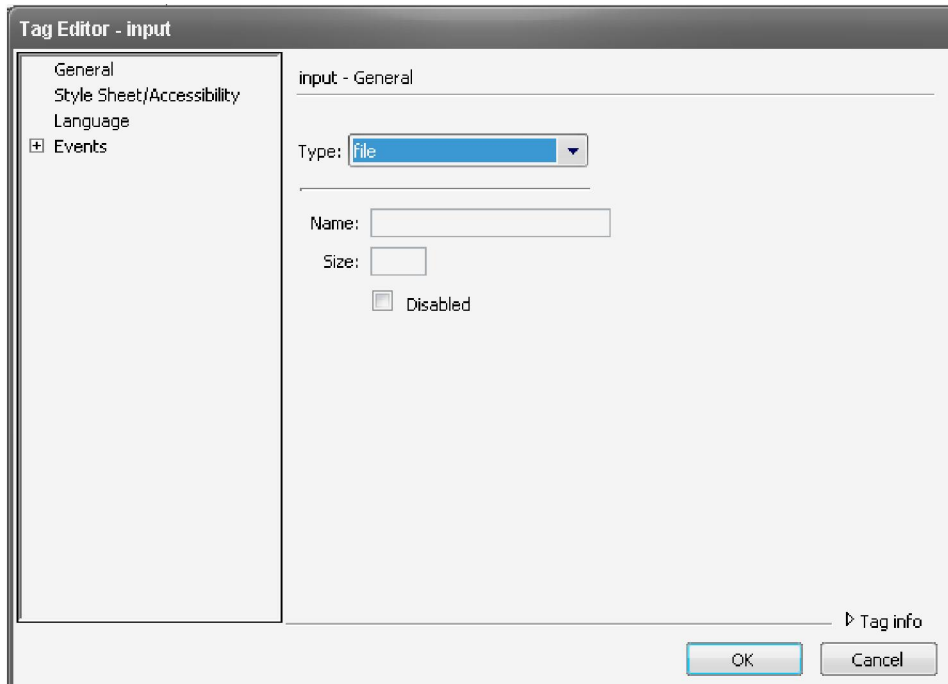 Tag Editor - input
General
Style Sheet/Accessibility
Language
Events
input - General
Type: file
Name:
Size:
Disabled
Tag info
OK
Cancel